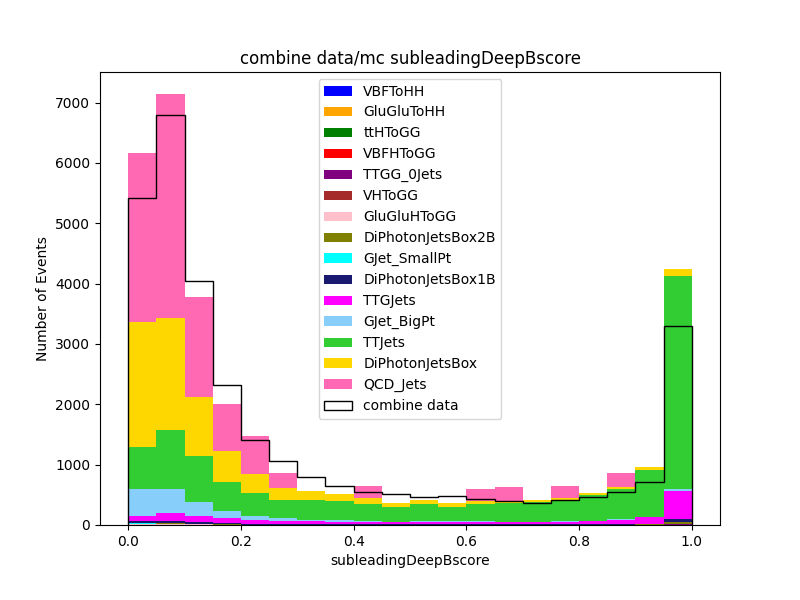 combine data/mc subleadingDeepBscore
Number of Events
7000
6000
5000
4000
3000
2000
1000
0
VBFToHH
GluGluToHH
ttHToGG
VBFHToGG
TTGG_0Jets
VHToGG
GluGluHToGG
DiPhotonJetsBox2B
GJet_SmallPt
DiPhotonJetsBox1B
TTGJets
GJet_BigPt
TTJets
DiPhotonJetsBox
QCD_Jets
combine data
0.0 0.2 0.4 0.6 0.8 1.0
subleadingDeepBscore